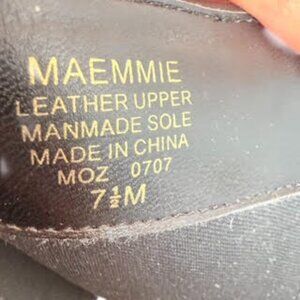 MAEMMIE
LEATHER UPPER
MANMADE SOLE
MADE IN CHINA
MOZ 0707
7½M